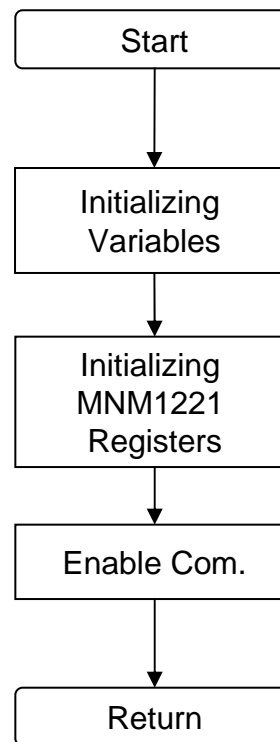 Start
Initializing
Variables
Initializing
MNM1221
Registers
Enable Com.
Return